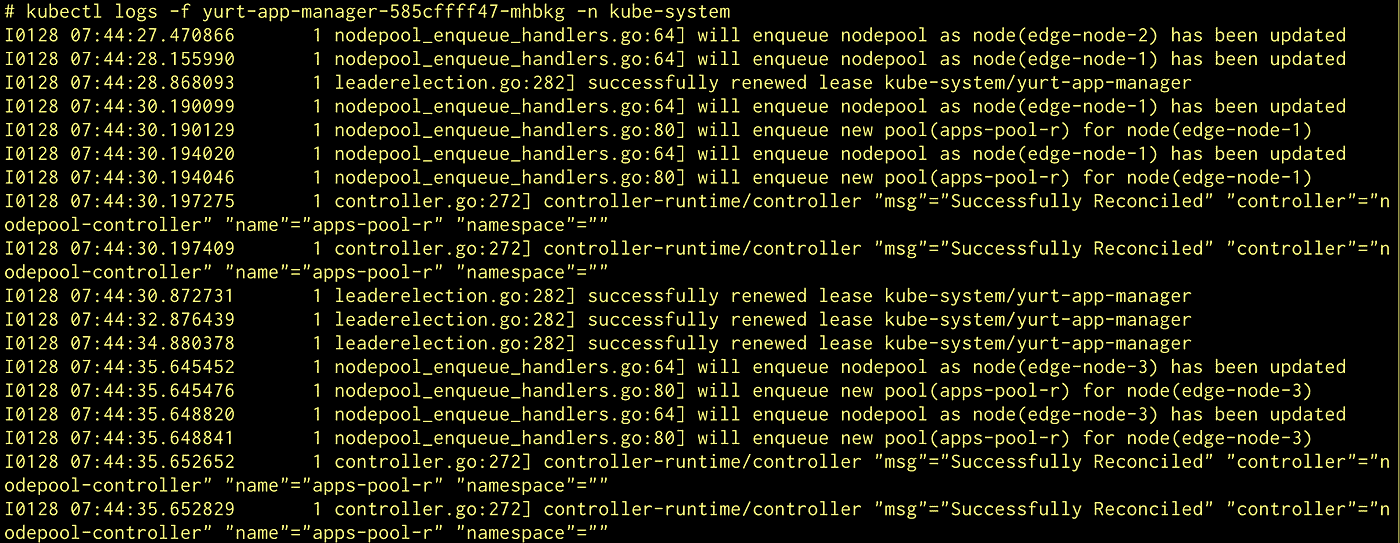 # kubectl logs -f yurt-app-manager-585cffff47-mhbkg -n kube-system
I0128 07:44:27.470866       1 nodepool_enqueue_handlers.go:64] will enqueue nodepool as node(edge-node-2) has been updated
I0128 07:44:28.155990       1 nodepool_enqueue_handlers.go:64] will enqueue nodepool as node(edge-node-1) has been updated
I0128 07:44:28.868093       1 leaderelection.go:282] successfully renewed lease kube-system/yurt-app-manager
I0128 07:44:30.190099       1 nodepool_enqueue_handlers.go:64] will enqueue nodepool as node(edge-node-1) has been updated
I0128 07:44:30.190129       1 nodepool_enqueue_handlers.go:80] will enqueue new pool(apps-pool-r) for node(edge-node-1)
I0128 07:44:30.194020       1 nodepool_enqueue_handlers.go:64] will enqueue nodepool as node(edge-node-1) has been updated
I0128 07:44:30.194046       1 nodepool_enqueue_handlers.go:80] will enqueue new pool(apps-pool-r) for node(edge-node-1)
I0128 07:44:30.197275       1 controller.go:272] controller-runtime/controller "msg"="Successfully Reconciled" "controller"="n
odepool-controller" "name"="apps-pool-r" "namespace"=""
I0128 07:44:30.197409       1 controller.go:272] controller-runtime/controller "msg"="Successfully Reconciled" "controller"="n
odepool-controller" "name"="apps-pool-r" "namespace"=""
I0128 07:44:30.872731       1 leaderelection.go:282] successfully renewed lease kube-system/yurt-app-manager
I0128 07:44:32.876439       1 leaderelection.go:282] successfully renewed lease kube-system/yurt-app-manager
I0128 07:44:34.880378       1 leaderelection.go:282] successfully renewed lease kube-system/yurt-app-manager
I0128 07:44:35.645452       1 nodepool_enqueue_handlers.go:64] will enqueue nodepool as node(edge-node-3) has been updated
I0128 07:44:35.645476       1 nodepool_enqueue_handlers.go:80] will enqueue new pool(apps-pool-r) for node(edge-node-3)
I0128 07:44:35.648820       1 nodepool_enqueue_handlers.go:64] will enqueue nodepool as node(edge-node-3) has been updated
I0128 07:44:35.648841       1 nodepool_enqueue_handlers.go:80] will enqueue new pool(apps-pool-r) for node(edge-node-3)
I0128 07:44:35.652652       1 controller.go:272] controller-runtime/controller "msg"="Successfully Reconciled" "controller"="n
odepool-controller" "name"="apps-pool-r" "namespace"=""
I0128 07:44:35.652829       1 controller.go:272] controller-runtime/controller "msg"="Successfully Reconciled" "controller"="n
odepool-controller" "name"="apps-pool-r" "namespace"=""